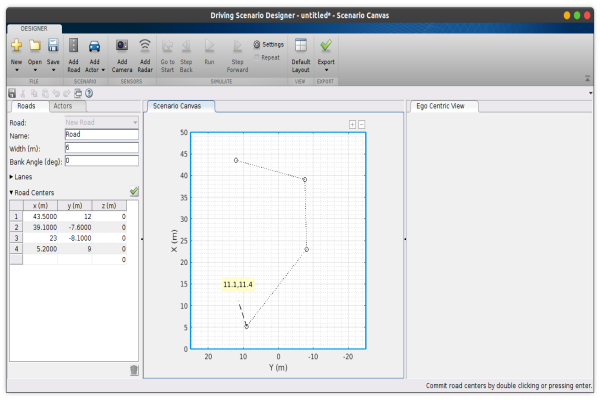 Driving Scenario Designer - untitled* - Scenario Canvas
DESIGNER
New Open Save Add Road Add Actor Add Camera Add Radar Go to Start Step Back Run Step Forward Settings Repeat Default Layout Export
FILE SCENARIO SENSORS SIMULATE VIEW EXPORT
Roads Actors Scenario Canvas Ego Centric View
Road: New Road
Name: Road
Width (m): 6
Bank Angle (deg): 0
Lanes
Road Centers
x (m) y (m) z (m)
1 43.5000 12 0
2 39.1000 -7.6000 0
3 23 -8.1000 0
4 5.2000 9 0
0
50
45
40
35
30
25
20
15
10
5
0
X (m)
11.1,11.4
20 10 0 -10 -20
Y (m)
Commit road centers by double clicking or pressing enter.